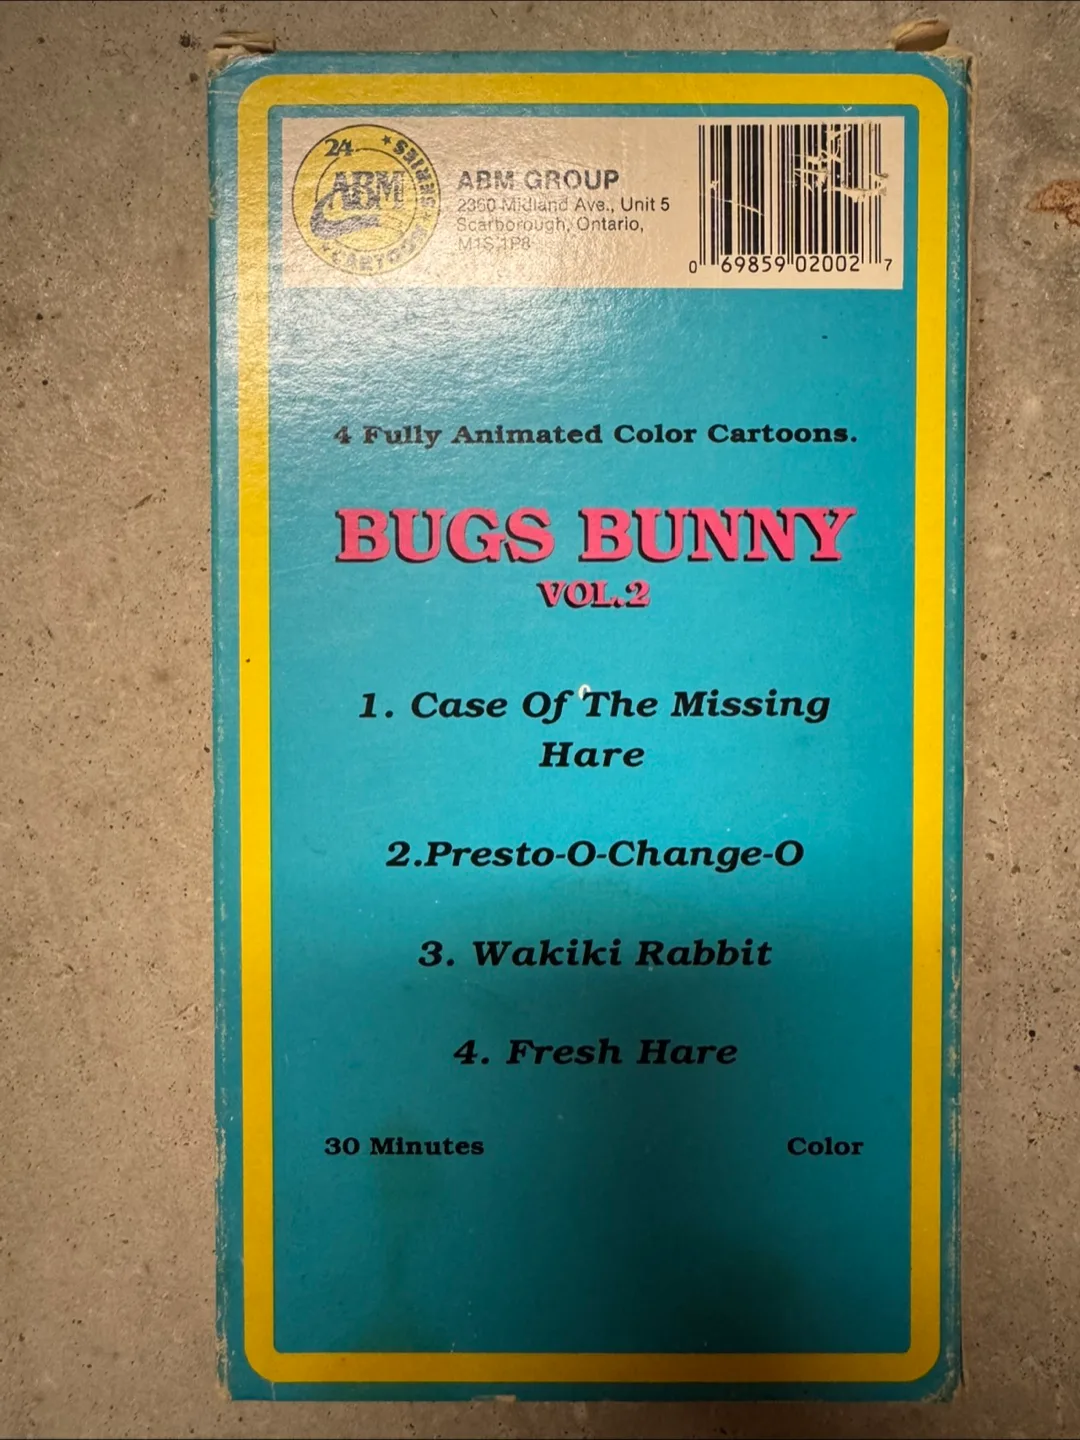 24 ★ SERIES ★
ABM
CARTOON
ABM GROUP
2360 Midland Ave., Unit 5
Scarborough, Ontario,
M1S 1P8
0 69859 02002 7
4 Fully Animated Color Cartoons.
BUGS BUNNY
VOL.2
1. Case Of The Missing
Hare
2.Presto-O-Change-O
3. Wakiki Rabbit
4. Fresh Hare
30 Minutes
Color